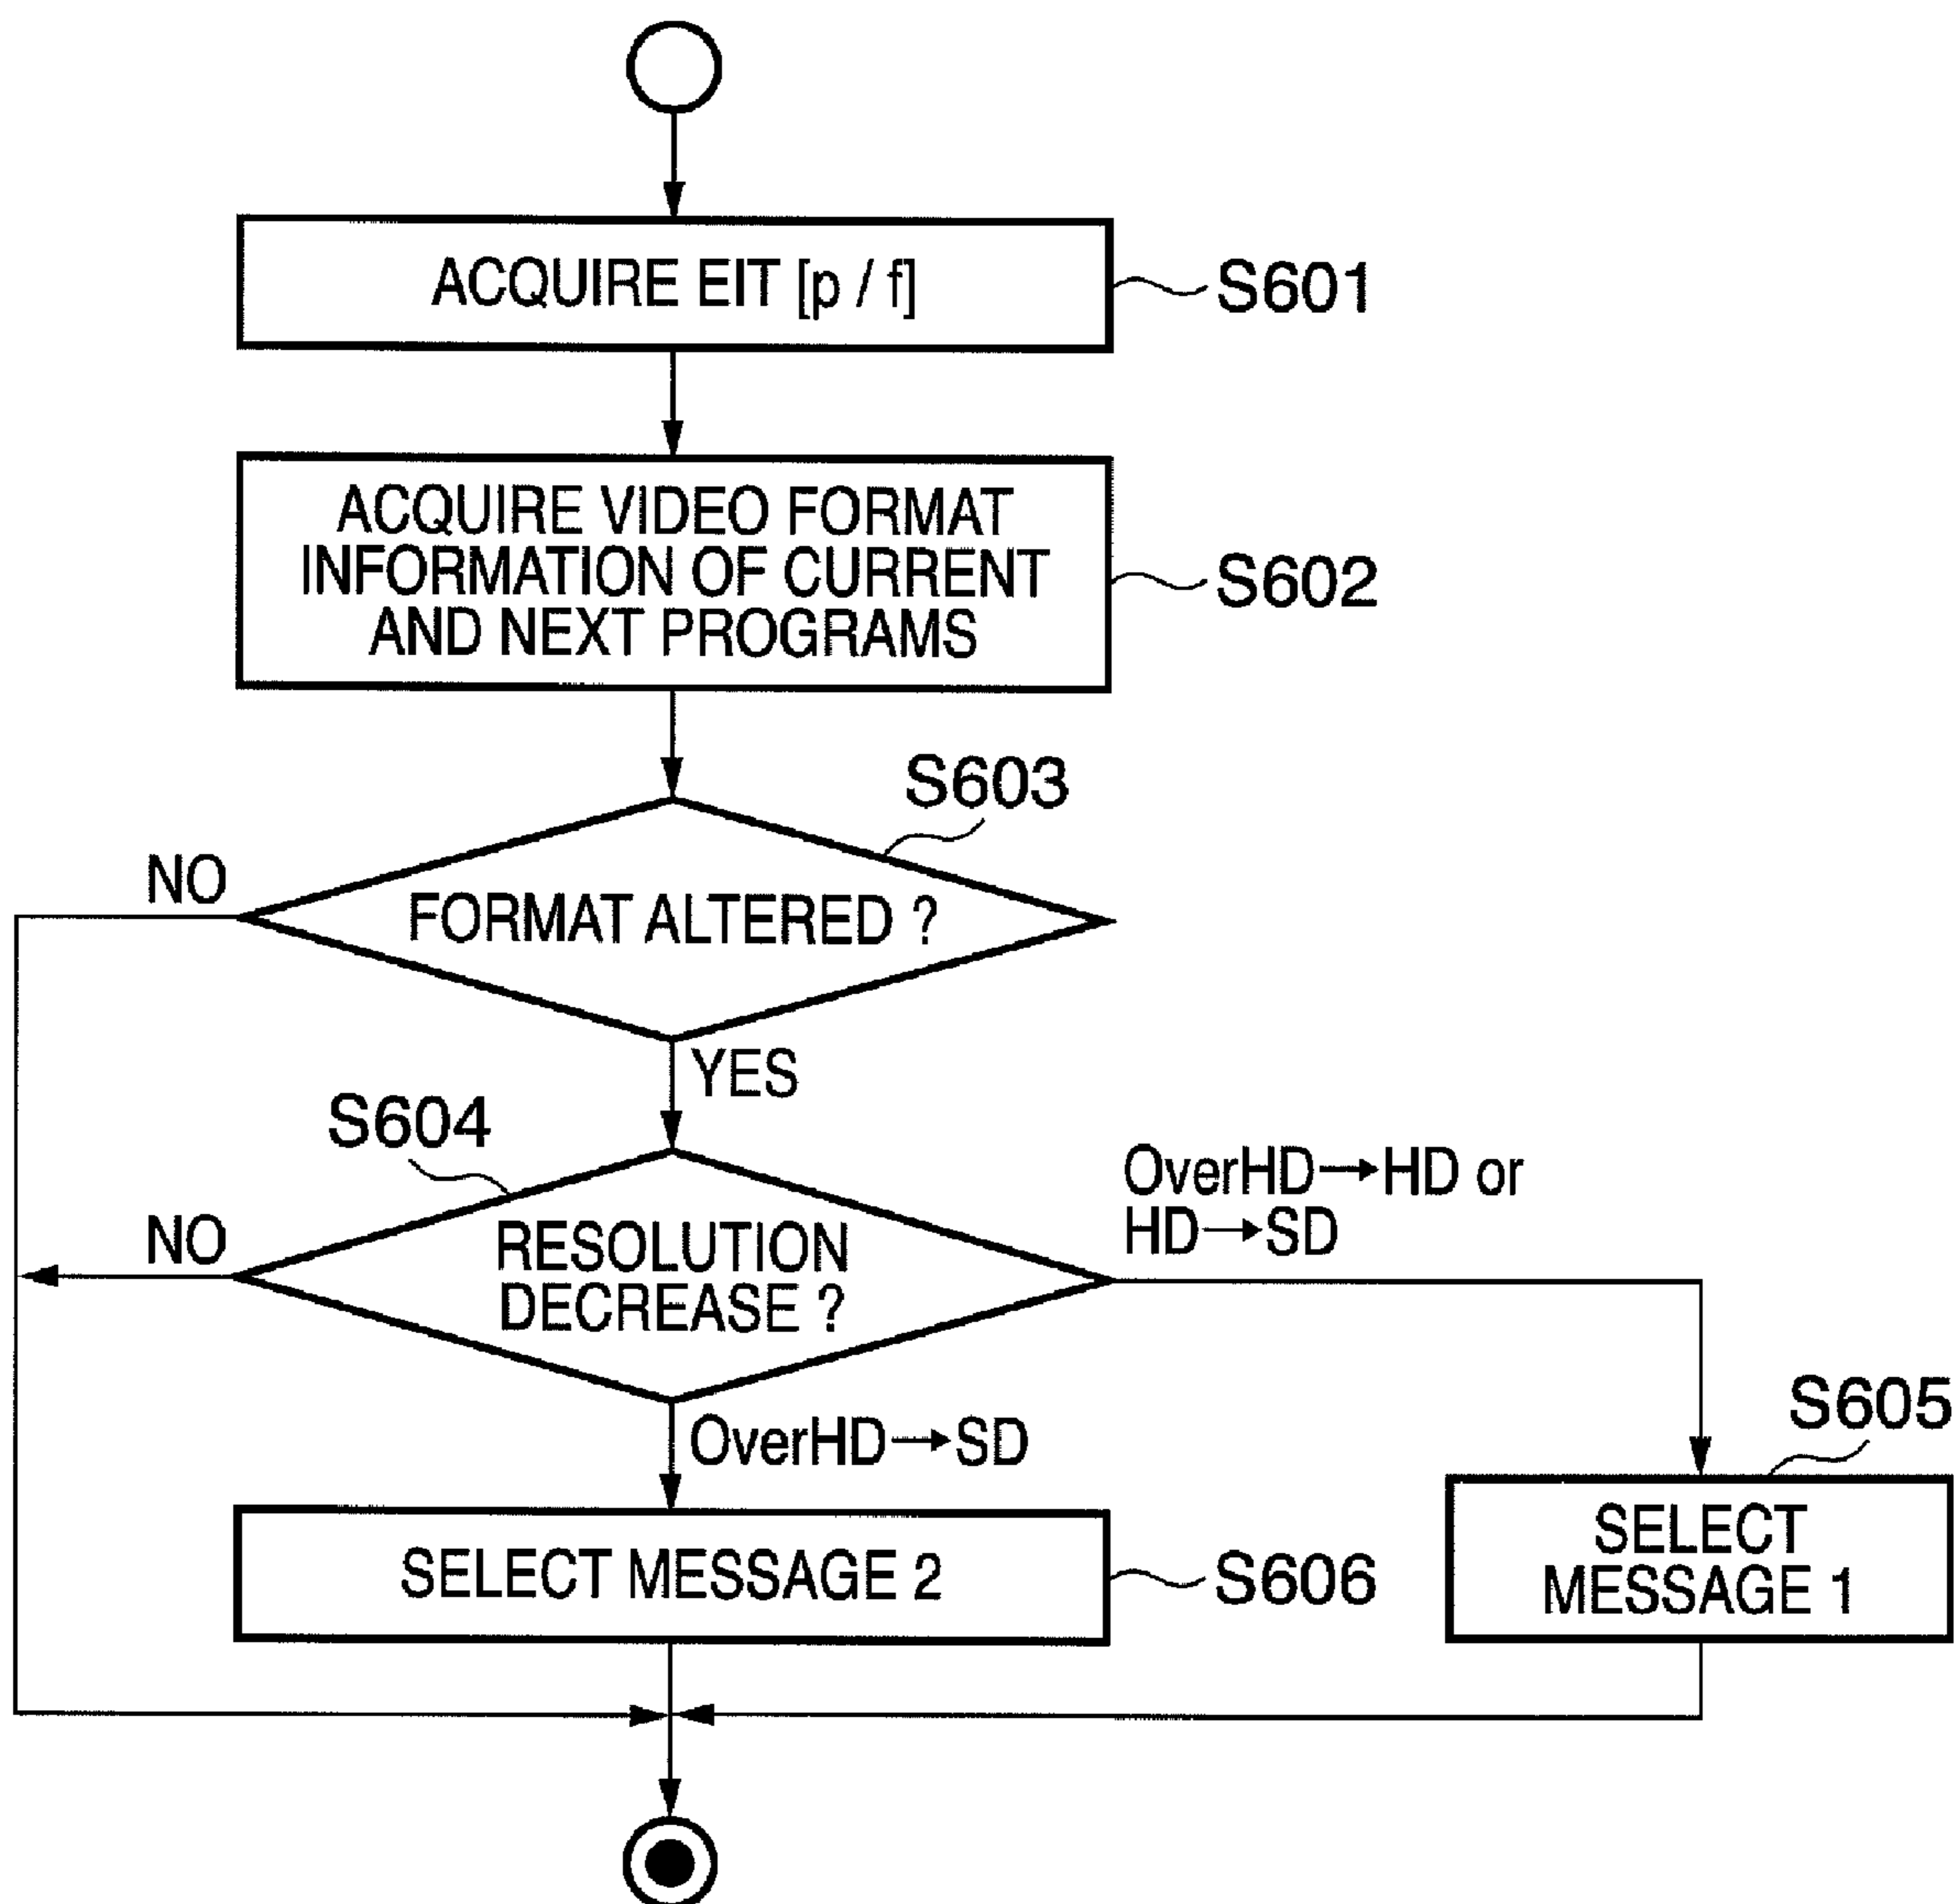 ACQUIRE EIT [p / f]
S601
ACQUIRE VIDEO FORMAT
INFORMATION OF CURRENT
AND NEXT PROGRAMS
S602
S603
NO
FORMAT ALTERED ?
YES
S604
NO
RESOLUTION
DECREASE ?
OverHD→HD or
HD→SD
OverHD→SD
S605
SELECT
MESSAGE 1
SELECT MESSAGE 2
S606